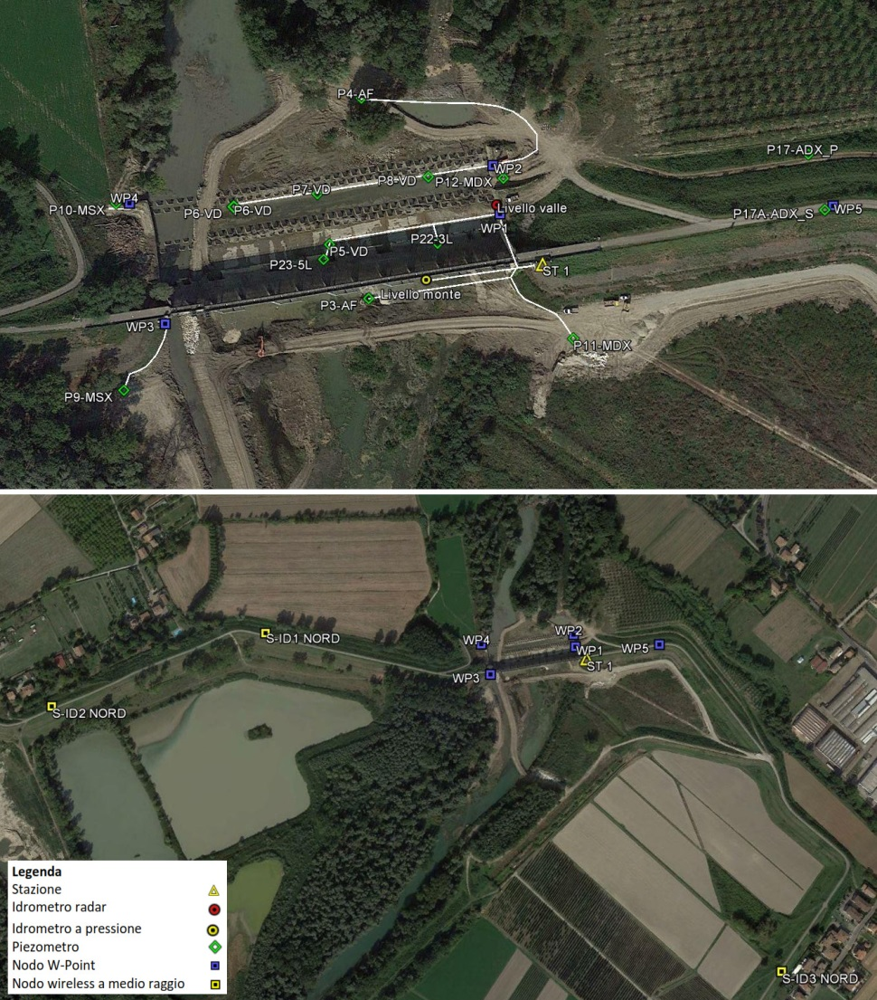 P4-AF
P17-ADX_P
WP2
P8-VD
P12-MDX
P7-VD
WP4
P10-MSX
P6-VD
P6-VD
Livello valle
P17A-ADX_S
WP5
WP1
P22-3L
P5-VD
P23-5L
ST 1
Livello monte
P3-AF
WP3
P11-MDX
P9-MSX
S-ID1 NORD
WP4
WP2
WP1
WP5
ST 1
WP3
S-ID2 NORD
Legenda
Stazione
Idrometro radar
Idrometro a pressione
Piezometro
Nodo W-Point
Nodo wireless a medio raggio
S-ID3 NORD